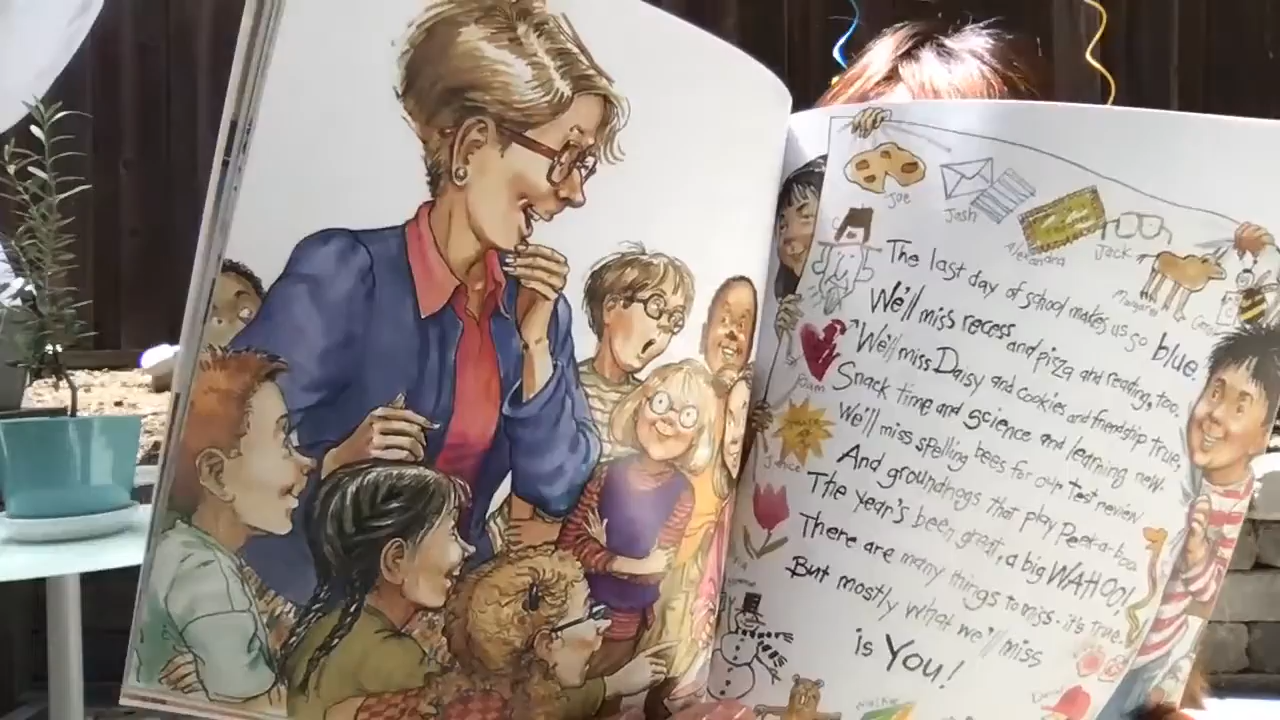 Joe
Josh
Alexandra
Jack
Margaret
The last day of school makes us so blue.
We'll miss recess and pizza and reading, too.
We'll miss Daisy and cookies and friendship true,
Snack time and science and learning new.
We'll miss spelling bees for our test review
And groundhogs that play Peek-a-boo.
The year's been great, a big WAHOO!
There are many things to miss - it's true.
But mostly what we'll miss
is You!
Janice
Daniel